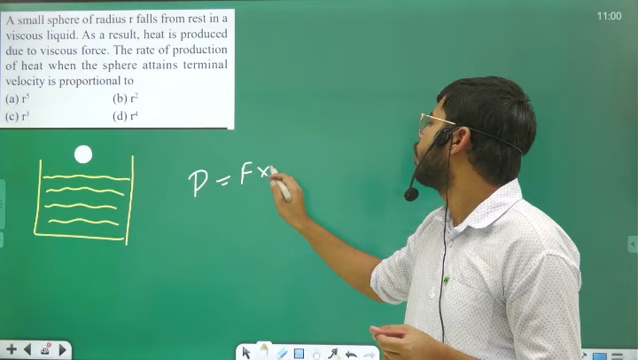 A small sphere of radius r falls from rest in a
viscous liquid. As a result, heat is produced
due to viscous force. The rate of production
of heat when the sphere attains terminal
velocity is proportional to
(a) r⁵ (b) r²
(c) r³ (d) r⁴
11:00
P = F ×